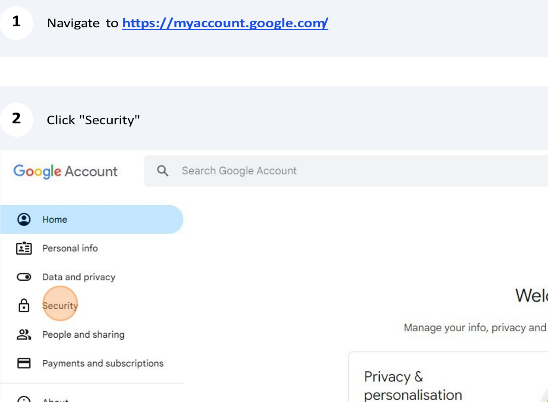 1 Navigate to https://myaccount.google.com/
2 Click "Security"
Google Account
Search Google Account
Home
Personal info
Data and privacy
Security
People and sharing
Manage your info, privacy and
Payments and subscriptions
Privacy &
personalisation
About